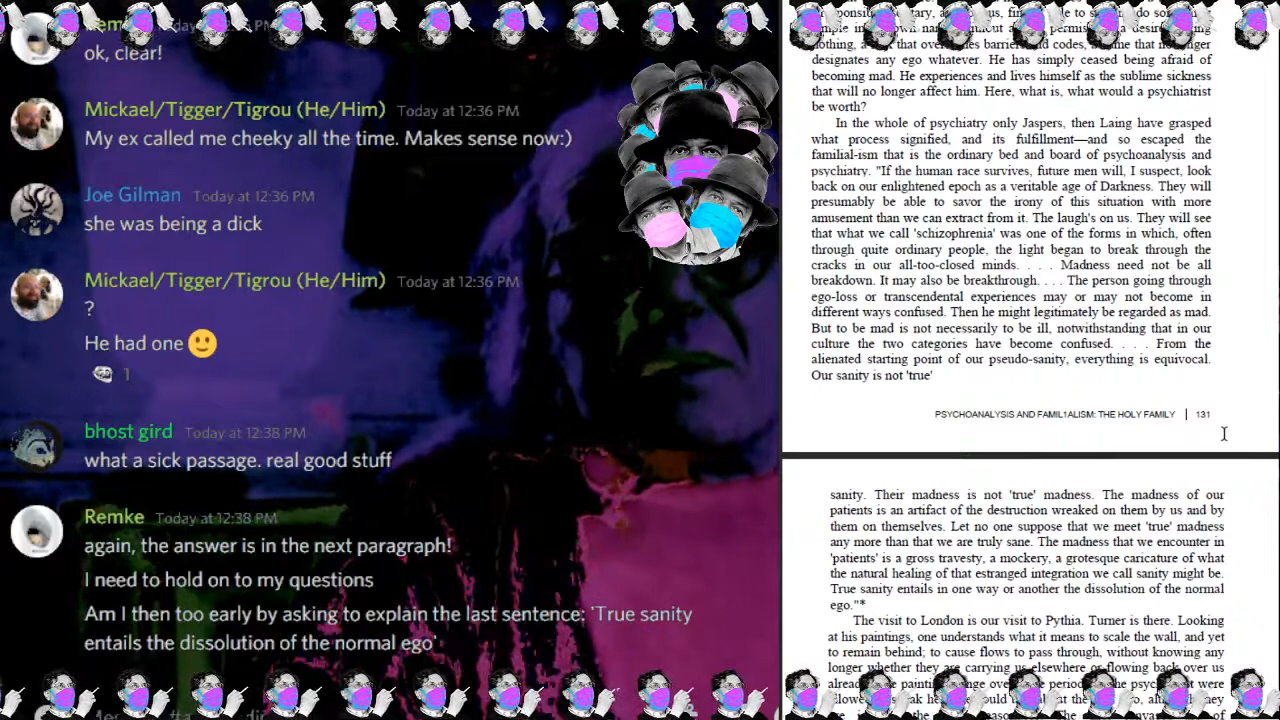 ok, clear!
Mickael/Tigger/Tigrou (He/Him) Today at 12:36 PM
My ex called me cheeky all the time. Makes sense now:)
Joe Gilman Today at 12:36 PM
she was being a dick
Mickael/Tigger/Tigrou (He/Him) Today at 12:36 PM
?
He had one
1
bhost gird Today at 12:38 PM
what a sick passage. real good stuff
Remke Today at 12:38 PM
again, the answer is in the next paragraph!
I need to hold on to my questions
Am I then too early by asking to explain the last sentence: 'True sanity
entails the dissolution of the normal ego'
designates any ego whatever. He has simply ceased being afraid of
becoming mad. He experiences and lives himself as the sublime sickness
that will no longer affect him. Here, what is, what would a psychiatrist
be worth?
In the whole of psychiatry only Jaspers, then Laing have grasped
what process signified, and its fulfillment—and so escaped the
familial-ism that is the ordinary bed and board of psychoanalysis and
psychiatry. "If the human race survives, future men will, I suspect, look
back on our enlightened epoch as a veritable age of Darkness. They will
presumably be able to savor the irony of this situation with more
amusement than we can extract from it. The laugh's on us. They will see
that what we call 'schizophrenia' was one of the forms in which, often
through quite ordinary people, the light began to break through the
cracks in our all-too-closed minds. . . . Madness need not be all
breakdown. It may also be breakthrough. . . . The person going through
ego-loss or transcendental experiences may or may not become in
different ways confused. Then he might legitimately be regarded as mad.
But to be mad is not necessarily to be ill, notwithstanding that in our
culture the two categories have become confused. . . . From the
alienated starting point of our pseudo-sanity, everything is equivocal.
Our sanity is not 'true'
PSYCHOANALYSIS AND FAMIL1ALISM: THE HOLY FAMILY | 131
sanity. Their madness is not 'true' madness. The madness of our
patients is an artifact of the destruction wreaked on them by us and by
them on themselves. Let no one suppose that we meet 'true' madness
any more than that we are truly sane. The madness that we encounter in
'patients' is a gross travesty, a mockery, a grotesque caricature of what
the natural healing of that estranged integration we call sanity might be.
True sanity entails in one way or another the dissolution of the normal
ego."*
The visit to London is our visit to Pythia. Turner is there. Looking
at his paintings, one understands what it means to scale the wall, and yet
to remain behind; to cause flows to pass through, without knowing any
longer whether they are carrying us elsewhere or flowing back over us